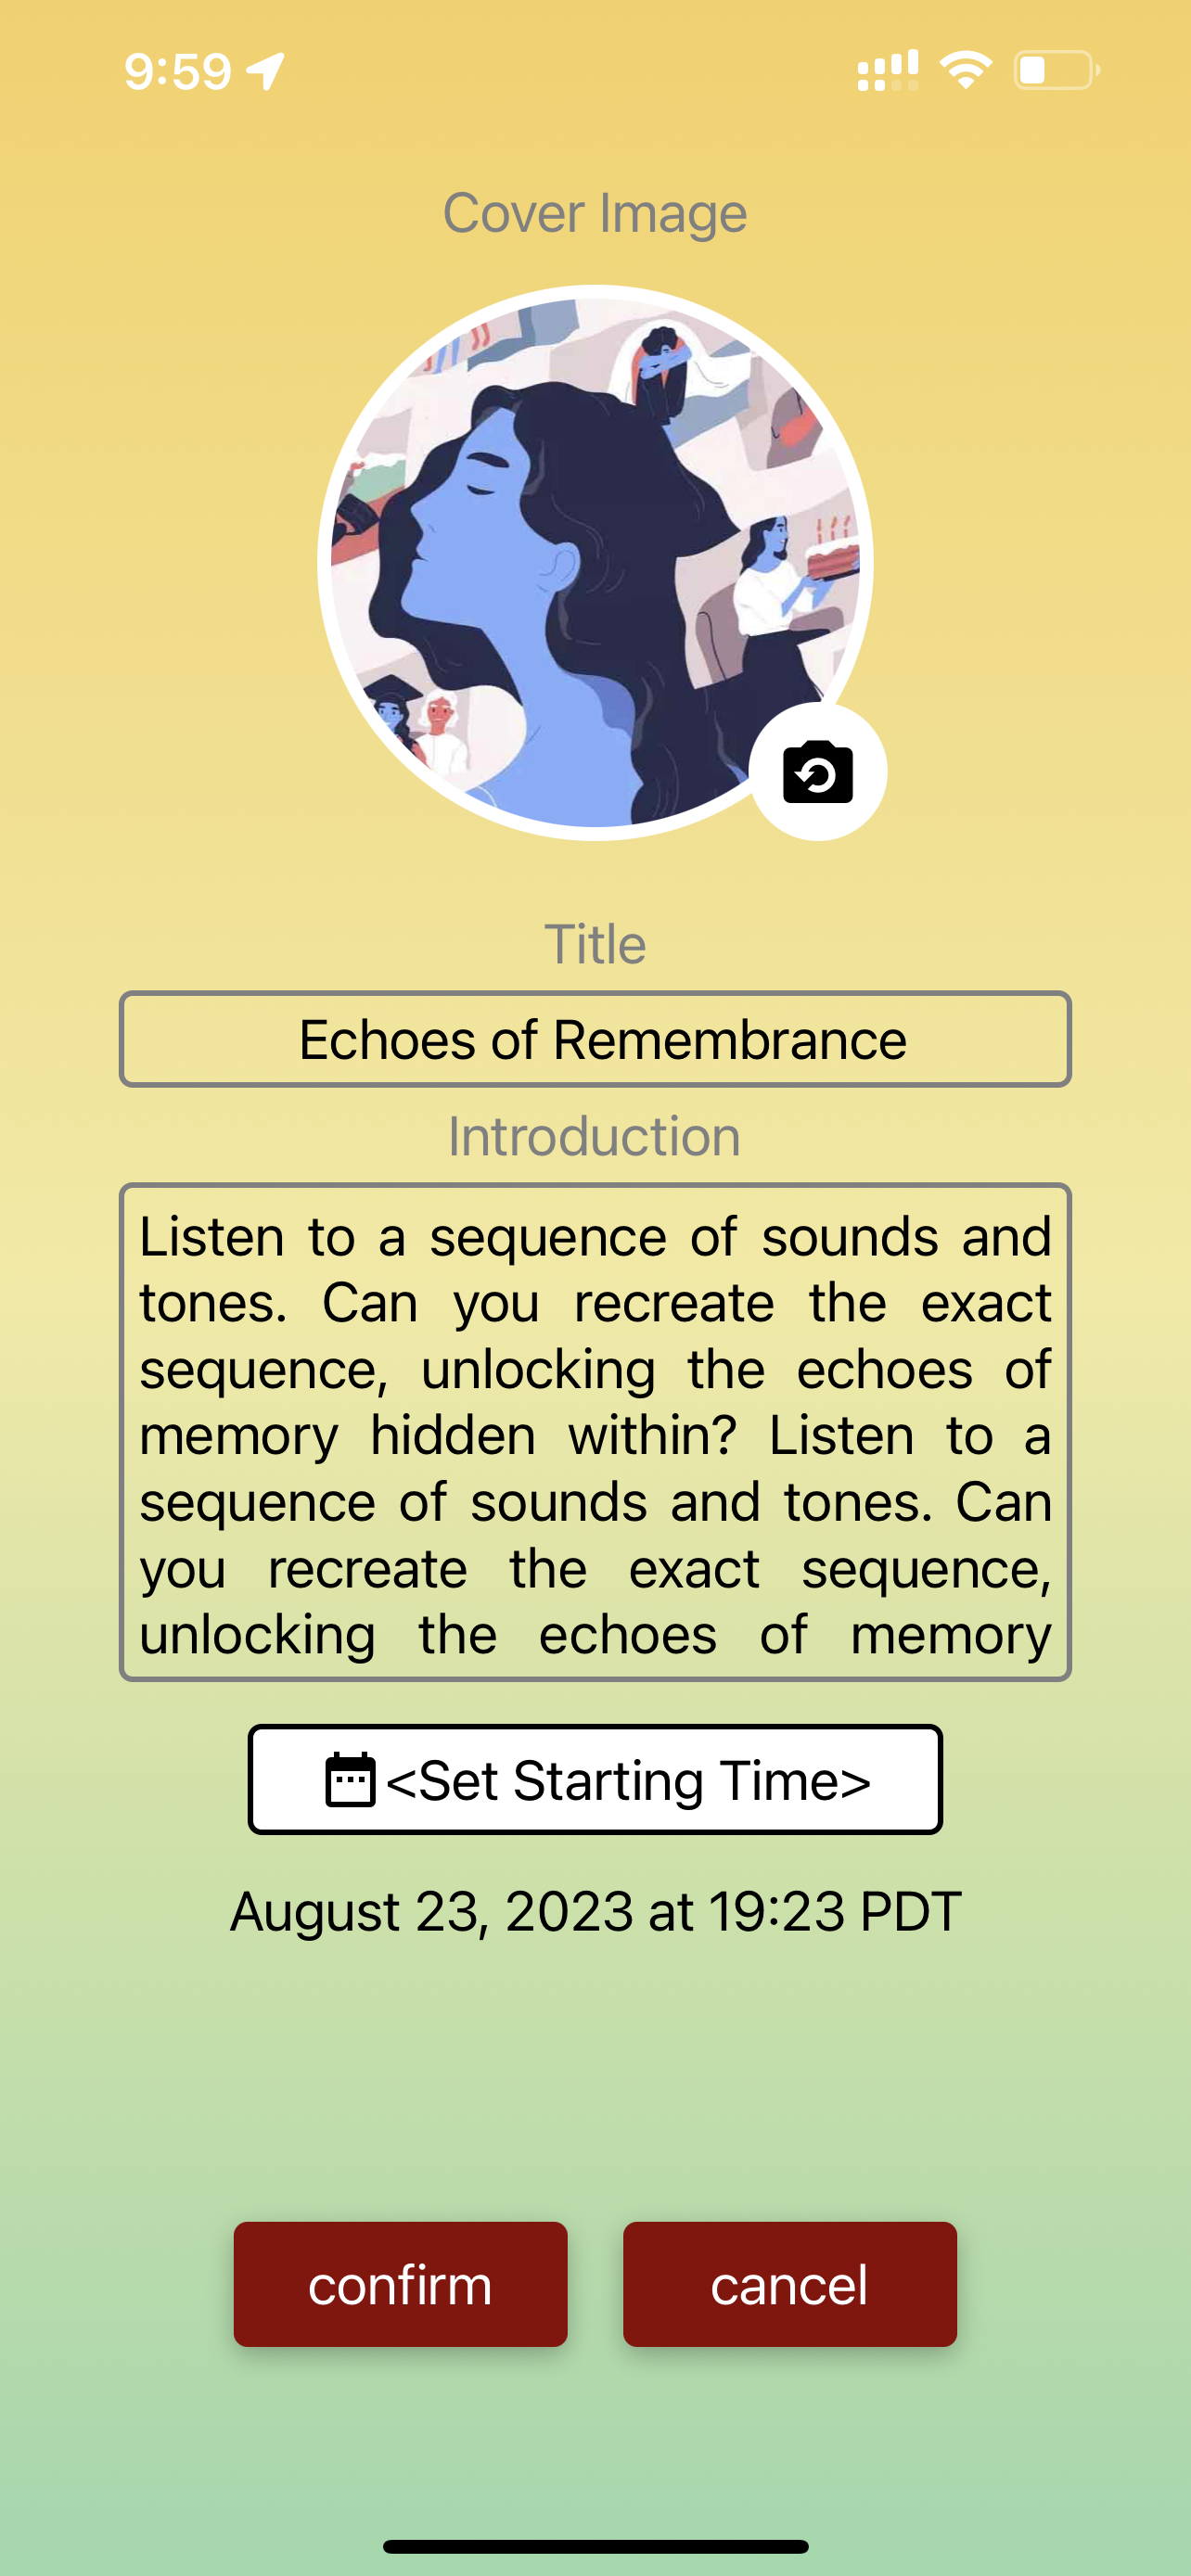 9:59
Cover Image
Title
Echoes of Remembrance
Introduction
Listen to a sequence of sounds and
tones. Can you recreate the exact
sequence, unlocking the echoes of
memory hidden within? Listen to a
sequence of sounds and tones. Can
you recreate the exact sequence,
unlocking the echoes of memory
<Set Starting Time>
August 23, 2023 at 19:23 PDT
confirm
cancel